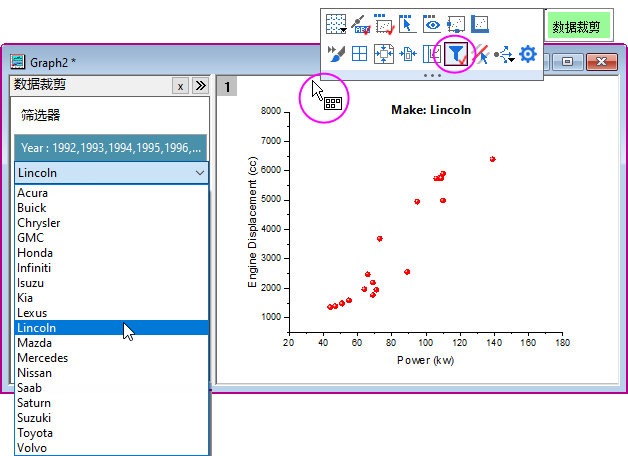 数据裁剪
Graph2 *
数据裁剪
x
»
1
筛选器
Year : 1992,1993,1994,1995,1996,...
Lincoln
Acura
Buick
Chrysler
GMC
Honda
Infiniti
Isuzu
Kia
Lexus
Lincoln
Mazda
Mercedes
Nissan
Saab
Saturn
Suzuki
Toyota
Volvo
Make: Lincoln
8000
7000
6000
5000
4000
3000
2000
1000
Engine Displacement (cc)
20 40 60 80 100 120 140 160 180
Power (kw)